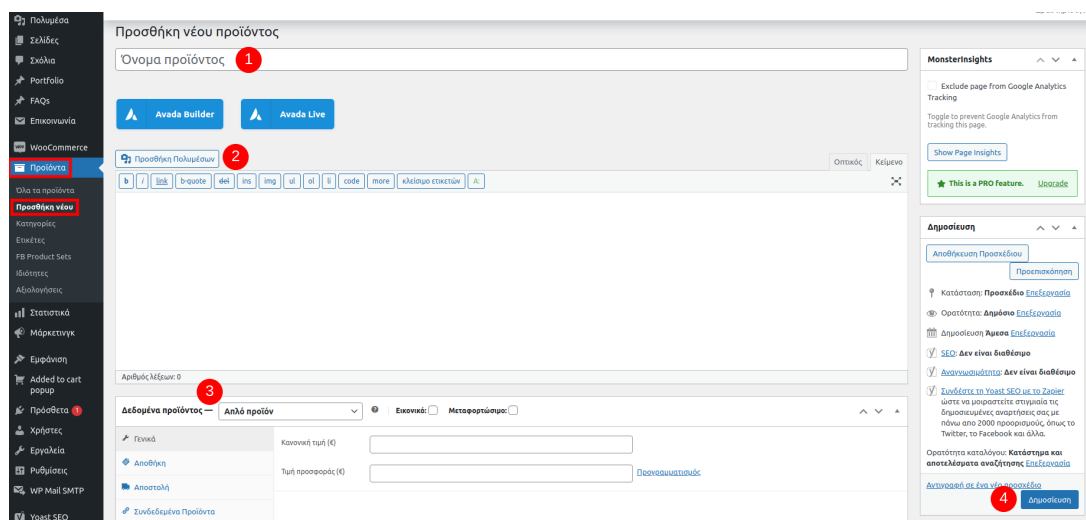 Πολυμέσα
Σελίδες
Σχόλια
Portfolio
FAQs
Επικοινωνία
WooCommerce
Προϊόντα
Όλα τα προϊόντα
Προσθήκη νέου
Κατηγορίες
Ετικέτες
FB Product Sets
Ιδιότητες
Αξιολογήσεις
Στατιστικά
Μάρκετινγκ
Εμφάνιση
Added to cart
popup
Πρόσθετα 1
Χρήστες
Εργαλεία
Ρυθμίσεις
WP Mail SMTP
Yoast SEO
Προσθήκη νέου προϊόντος
Όνομα προϊόντος 1
Avada Builder Avada Live
Προσθήκη Πολυμέσων 2
Οπτικός Κείμενο
b i link b-quote del ins img ul ol li code more κλείσιμο ετικετών A:
Αριθμός λέξεων: 0
3
Δεδομένα προϊόντος — Απλό προϊόν Εικονικό: Μεταφορτώσιμο:
Γενικά
Αποθήκη
Αποστολή
Συνδεδεμένα Προϊόντα
Κανονική τιμή (€)
Τιμή προσφοράς (€) Προγραμματισμός
MonsterInsights
Exclude page from Google Analytics
Tracking
Toggle to prevent Google Analytics from
tracking this page.
Show Page Insights
This is a PRO feature. Upgrade
Δημοσίευση
Αποθήκευση Προσχέδιου
Προεπισκόπηση
Κατάσταση: Προσχέδιο Επεξεργασία
Ορατότητα: Δημόσιο Επεξεργασία
Δημοσίευση Άμεσα Επεξεργασία
SEO: Δεν είναι διαθέσιμο
Αναγνωσιμότητα: Δεν είναι διαθέσιμο
Συνδέστε τη Yoast SEO με το Zapier
ώστε να μοιραστείτε στιγμιαία τις
δημοσιευμένες αναρτήσεις σας με
πάνω απο 2000 προορισμούς, όπως το
Twitter, το Facebook και άλλα.
Ορατότητα καταλόγου: Κατάστημα και
αποτελέσματα αναζήτησης Επεξεργασία
Αντιγραφή σε ένα νέο προσχέδιο
4 Δημοσίευση